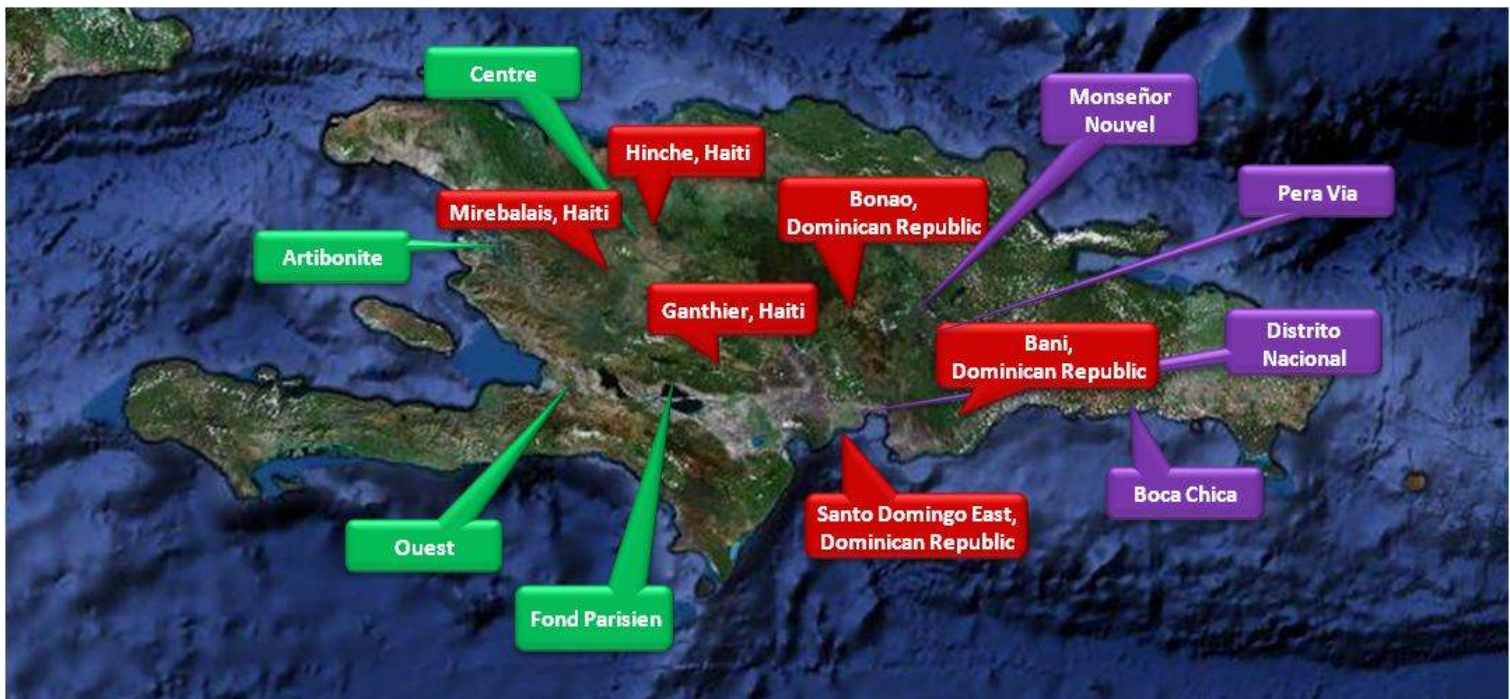 Centre
Monseñor
Nouvel
Hinche, Haiti
Pera Via
Mirebalais, Haiti
Bonao,
Dominican Republic
Artibonite
Ganthier, Haiti
Bani,
Dominican Republic
Distrito
Nacional
Boca Chica
Santo Domingo East,
Dominican Republic
Ouest
Fond Parisien